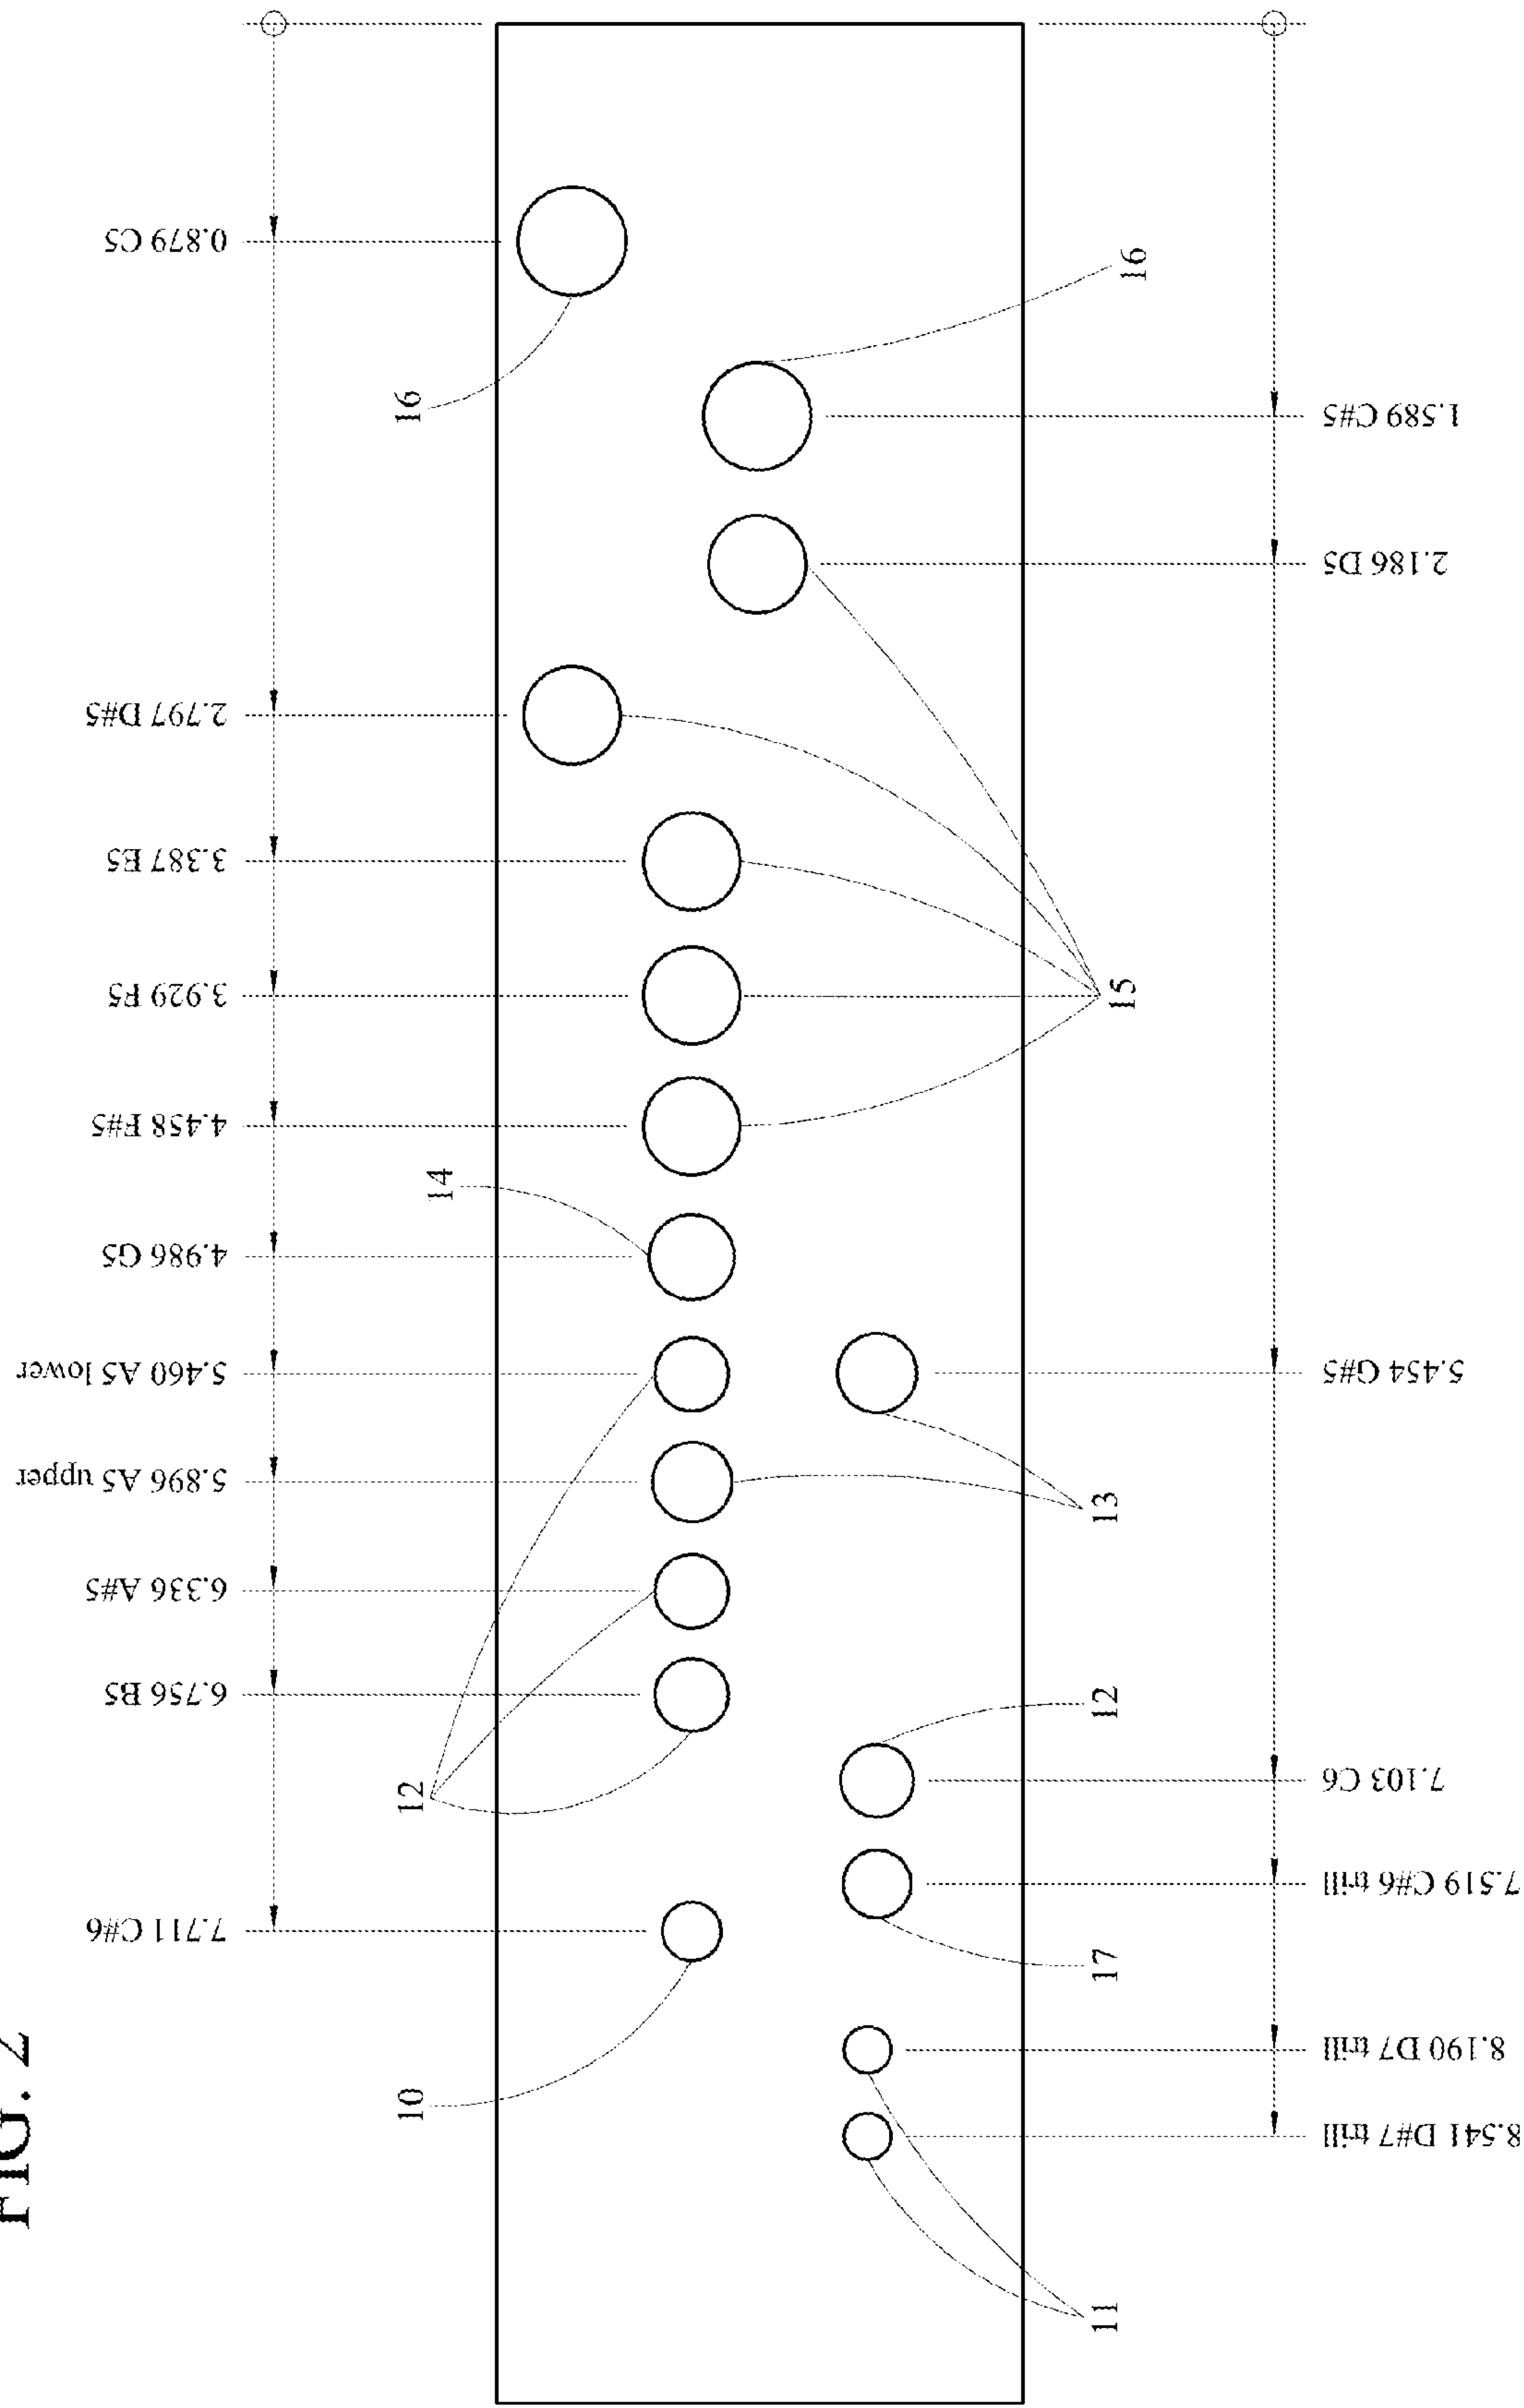 FIG. 2
0.879 C5
2.797 D#5
3.387 E5
3.929 F5
4.458 F#5
4.986 G5
5.460 A5 lower
5.896 A5 upper
6.336 A#5
6.756 B5
7.711 C#6
16
14
12
10
16
15
13
12
17
11
1.589 C#5
2.186 D5
5.454 G#5
7.103 C6
7.519 C#6 trill
8.190 D7 trill
8.541 D#7 trill